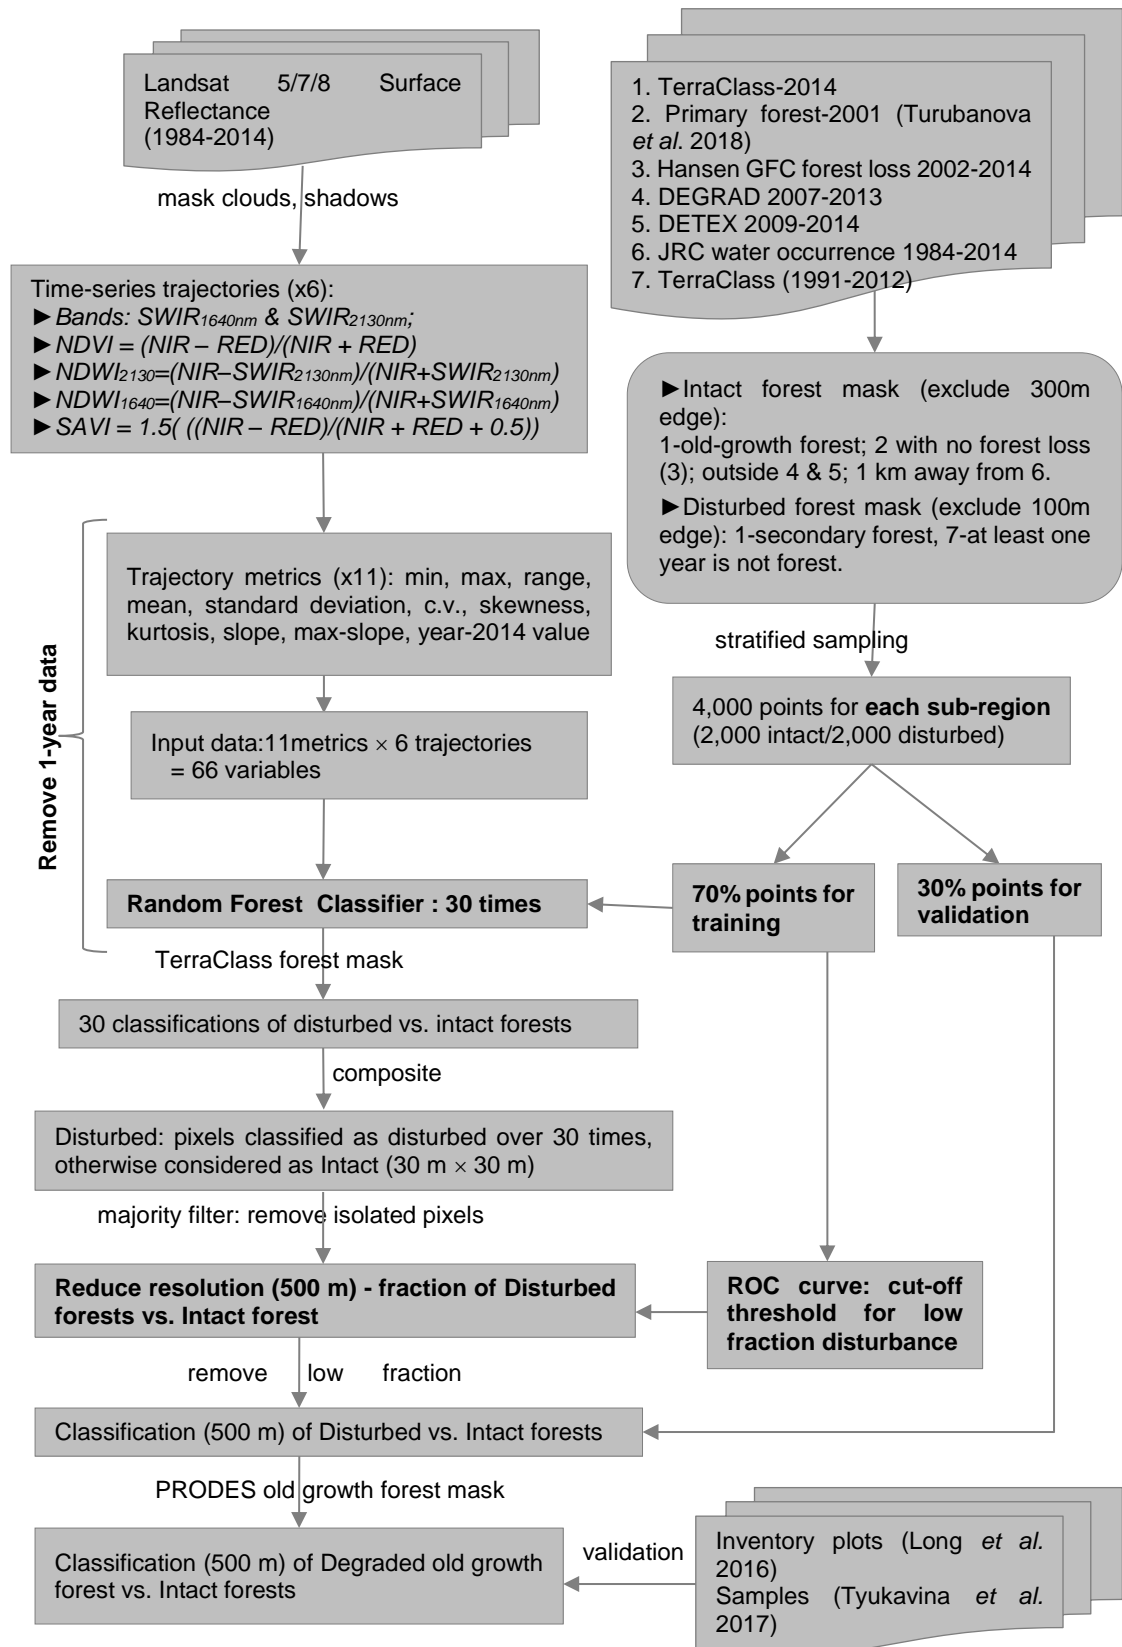 Landsat 5/7/8 Surface
Reflectance
(1984-2014)
mask clouds, shadows
Time-series trajectories (x6):
►Bands: SWIR1640nm & SWIR2130nm;
►NDVI = (NIR – RED)/(NIR + RED)
►NDWI2130=(NIR–SWIR2130nm)/(NIR+SWIR2130nm)
►NDWI1640=(NIR–SWIR1640nm)/(NIR+SWIR1640nm)
►SAVI = 1.5( ((NIR – RED)/(NIR + RED + 0.5))
Remove 1-year data
Trajectory metrics (x11): min, max, range,
mean, standard deviation, c.v., skewness,
kurtosis, slope, max-slope, year-2014 value
Input data:11metrics × 6 trajectories
= 66 variables
Random Forest Classifier : 30 times
TerraClass forest mask
30 classifications of disturbed vs. intact forests
composite
Disturbed: pixels classified as disturbed over 30 times,
otherwise considered as Intact (30 m × 30 m)
majority filter: remove isolated pixels
Reduce resolution (500 m) - fraction of Disturbed
forests vs. Intact forest
remove low fraction
Classification (500 m) of Disturbed vs. Intact forests
PRODES old growth forest mask
Classification (500 m) of Degraded old growth
forest vs. Intact forests
1. TerraClass-2014
2. Primary forest-2001 (Turubanova
et al. 2018)
3. Hansen GFC forest loss 2002-2014
4. DEGRAD 2007-2013
5. DETEX 2009-2014
6. JRC water occurrence 1984-2014
7. TerraClass (1991-2012)
►Intact forest mask (exclude 300m
edge):
1-old-growth forest; 2 with no forest loss
(3); outside 4 & 5; 1 km away from 6.
►Disturbed forest mask (exclude 100m
edge): 1-secondary forest, 7-at least one
year is not forest.
stratified sampling
4,000 points for each sub-region
(2,000 intact/2,000 disturbed)
70% points for
training
30% points for
validation
ROC curve: cut-off
threshold for low
fraction disturbance
validation
Inventory plots (Long et al.
2016)
Samples (Tyukavina et al.
2017)